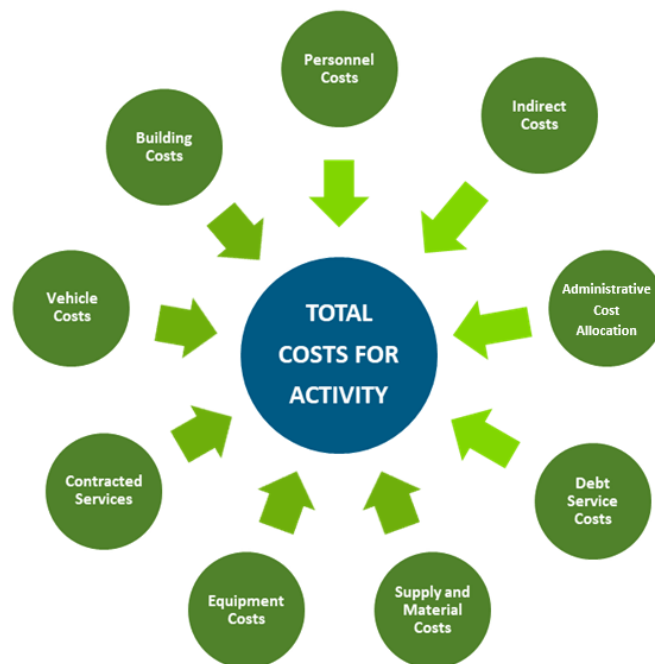 Personnel
Costs
Indirect
Costs
Building
Costs
Vehicle
Costs
TOTAL
COSTS FOR
ACTIVITY
Administrative
Cost
Allocation
Contracted
Services
Debt
Service
Costs
Equipment
Costs
Supply and
Material
Costs